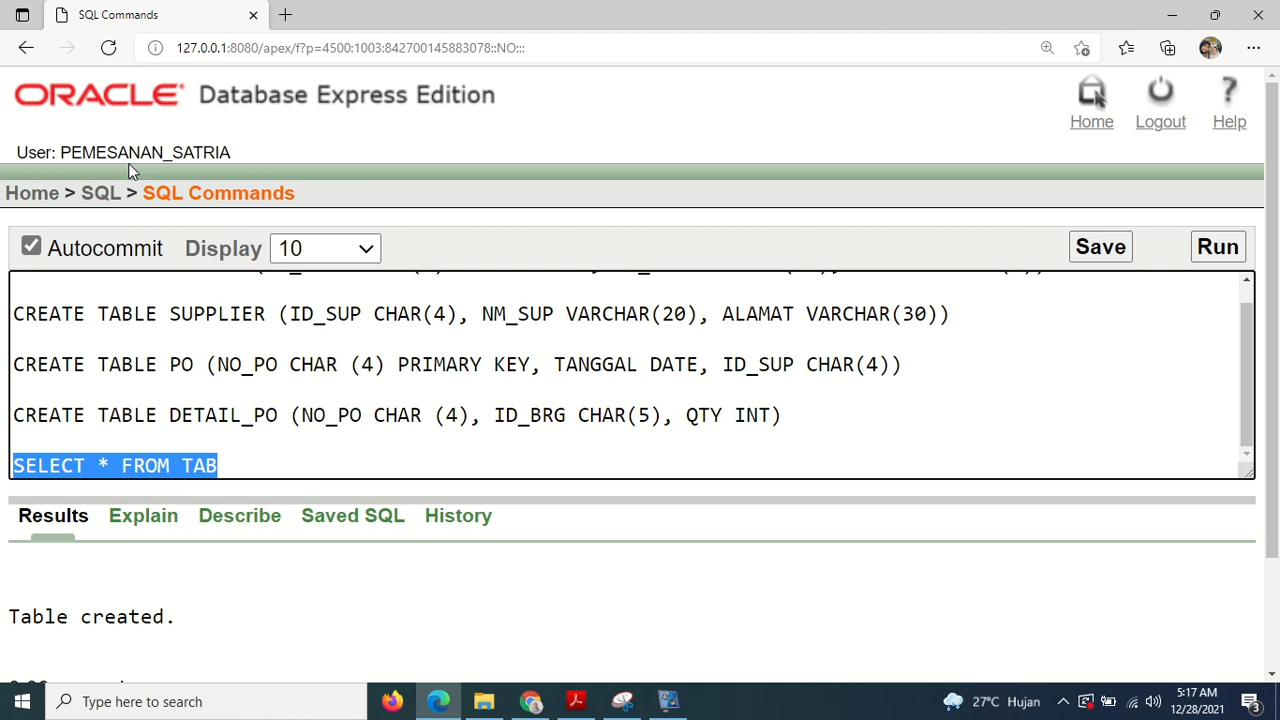 SQL Commands
127.0.0.1:8080/apex/f?p=4500:1003:842700145883078::NO:::
ORACLE Database Express Edition
Home Logout Help
User: PEMESANAN_SATRIA
Home > SQL > SQL Commands
Autocommit Display 10 Save Run
CREATE TABLE SUPPLIER (ID_SUP CHAR(4), NM_SUP VARCHAR(20), ALAMAT VARCHAR(30))
CREATE TABLE PO (NO_PO CHAR (4) PRIMARY KEY, TANGGAL DATE, ID_SUP CHAR(4))
CREATE TABLE DETAIL_PO (NO_PO CHAR (4), ID_BRG CHAR(5), QTY INT)
SELECT * FROM TAB
Results Explain Describe Saved SQL History
Table created.
Type here to search
27°C Hujan
5:17 AM
12/28/2021
3